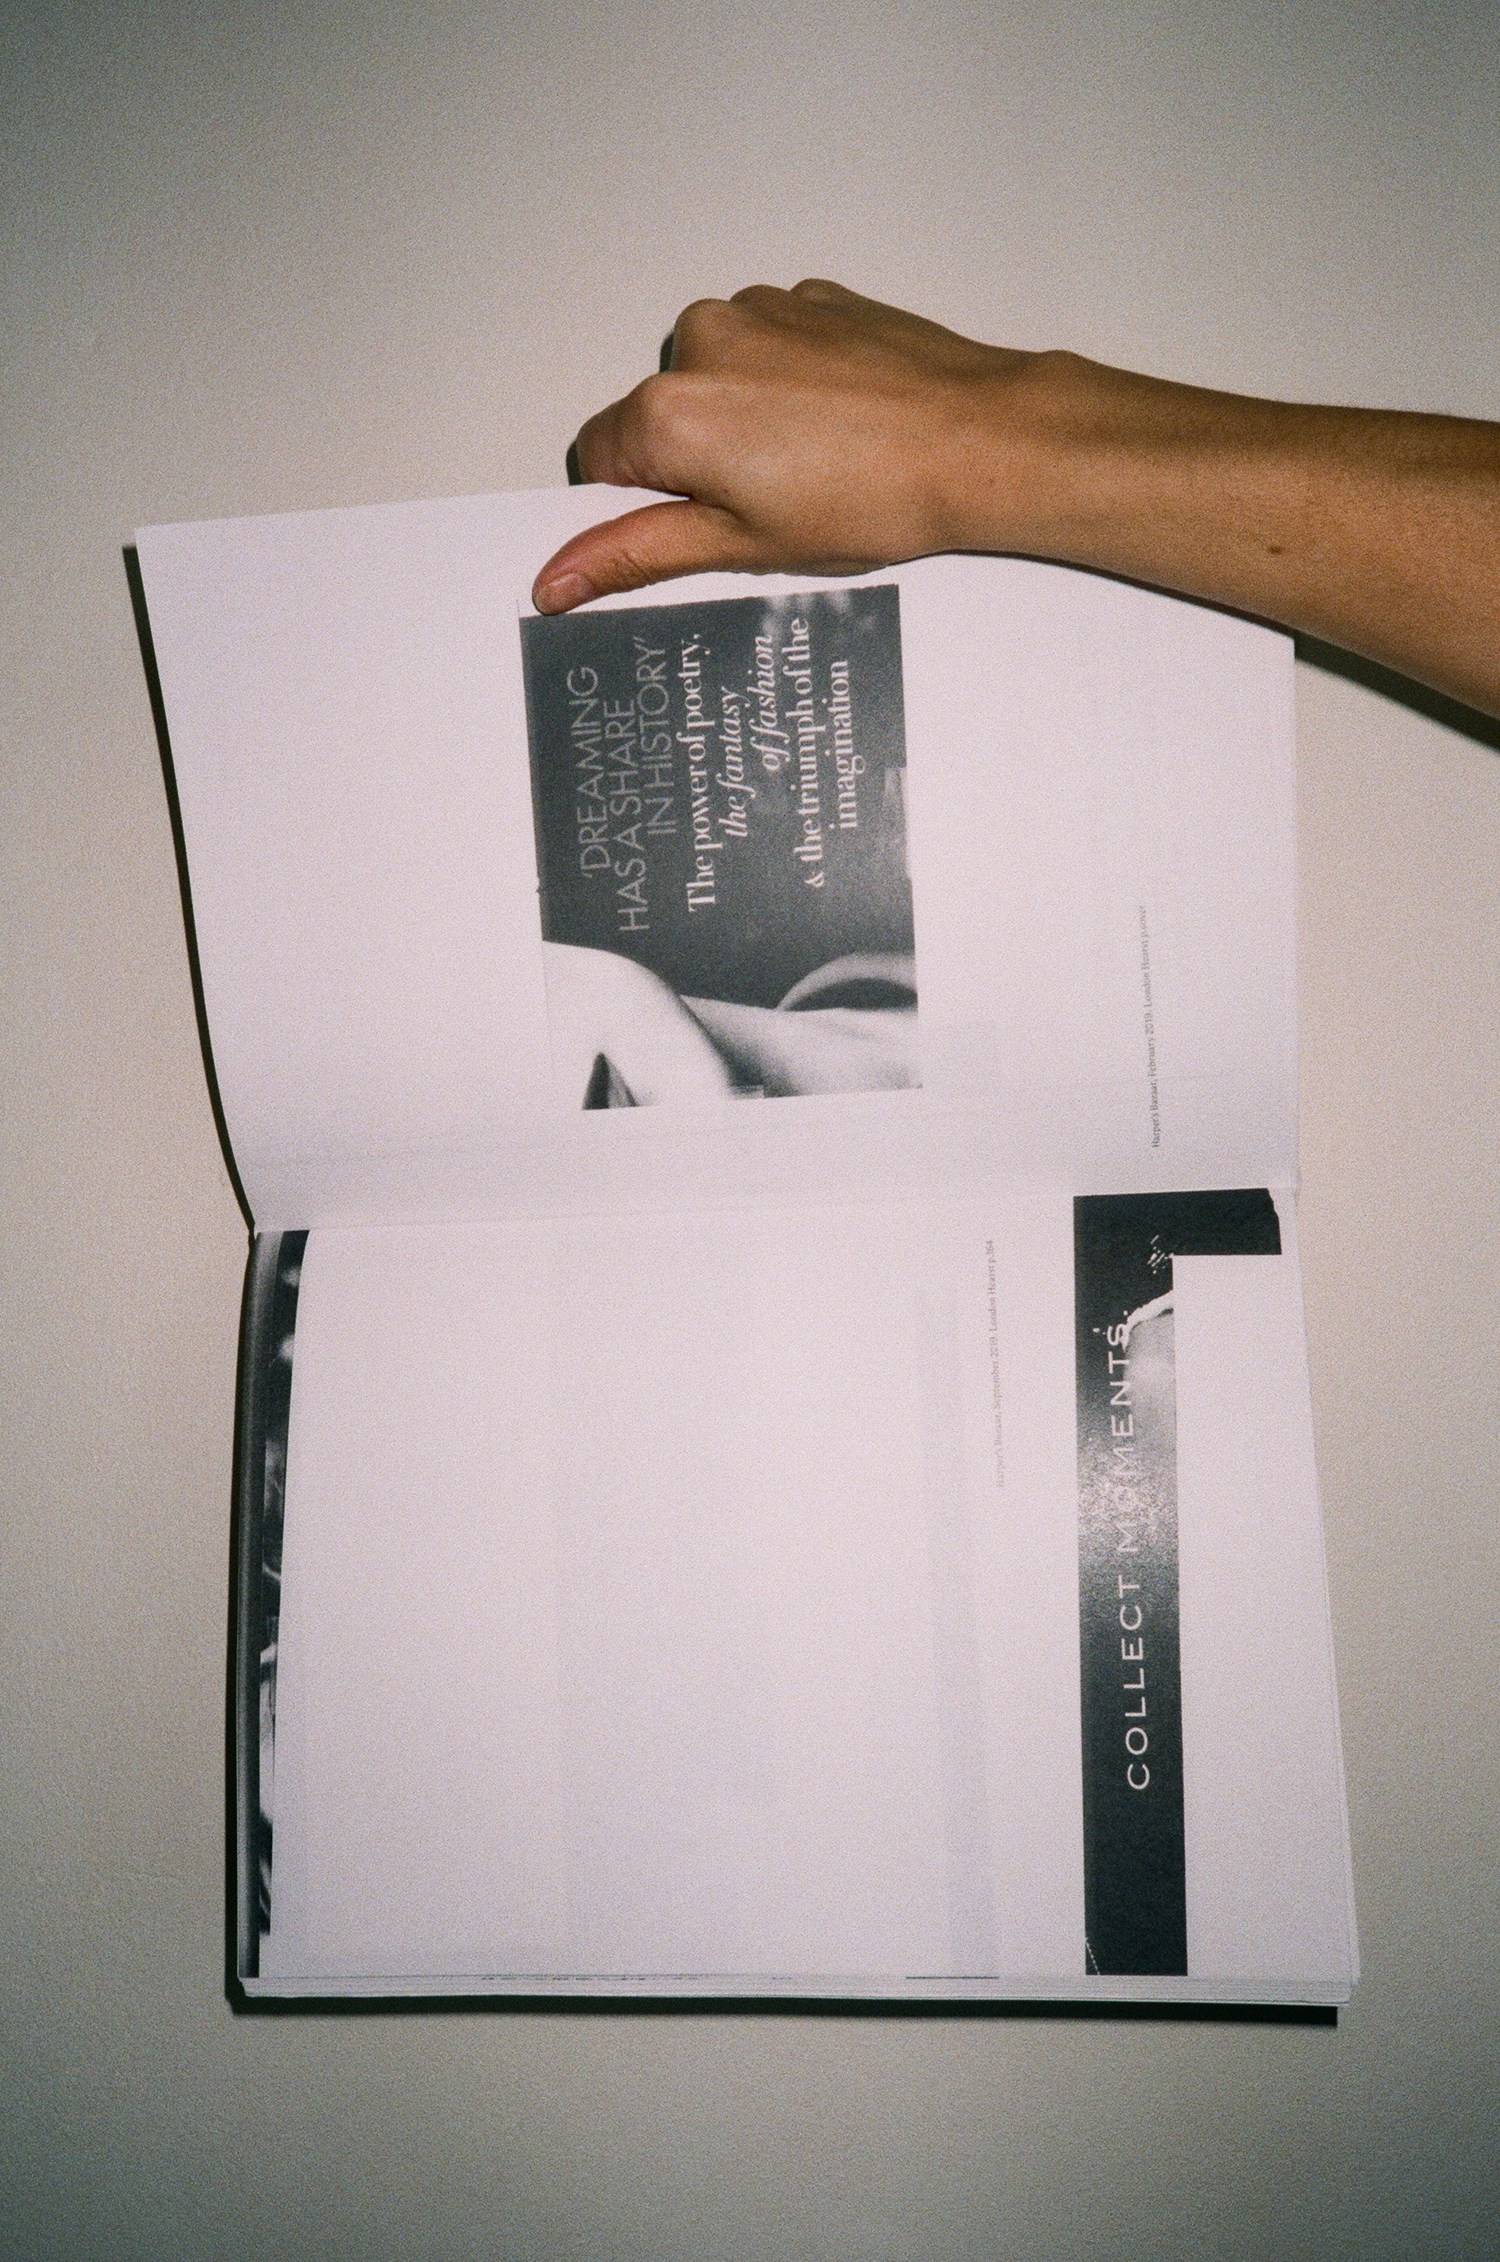 'DREAMING
HAS A SHARE
IN HISTORY'
The power of poetry,
the fantasy
of fashion
& the triumph of the
imagination
Harper's Bazaar, February 2019. London Hearst p.cover
Harper's Bazaar, September 2019. London Hearst p.164
COLLECT MOMENTS.